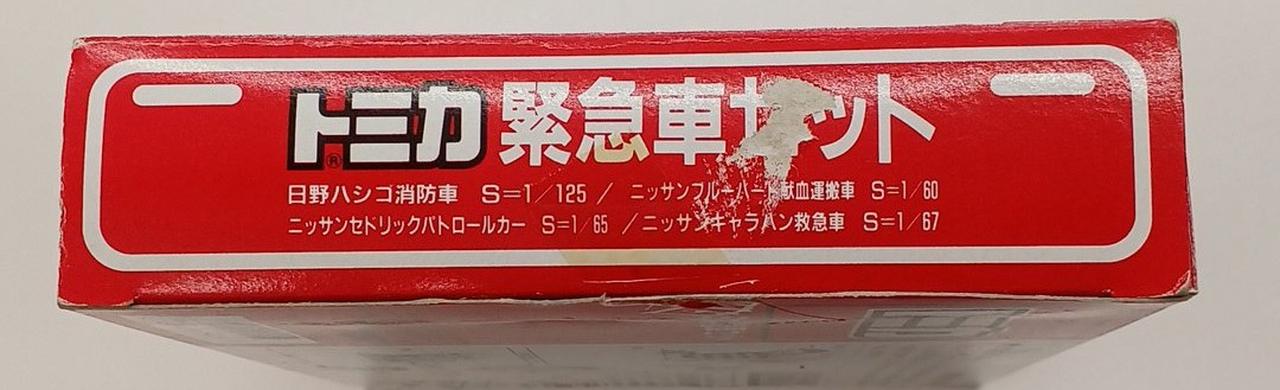 トミカ® 緊急車セット
日野ハシゴ消防車 S=1/125 / ニッサンブルーバード献血運搬車 S=1/60
ニッサンセドリックパトロールカー S=1/65 / ニッサンキャラバン救急車 S=1/67